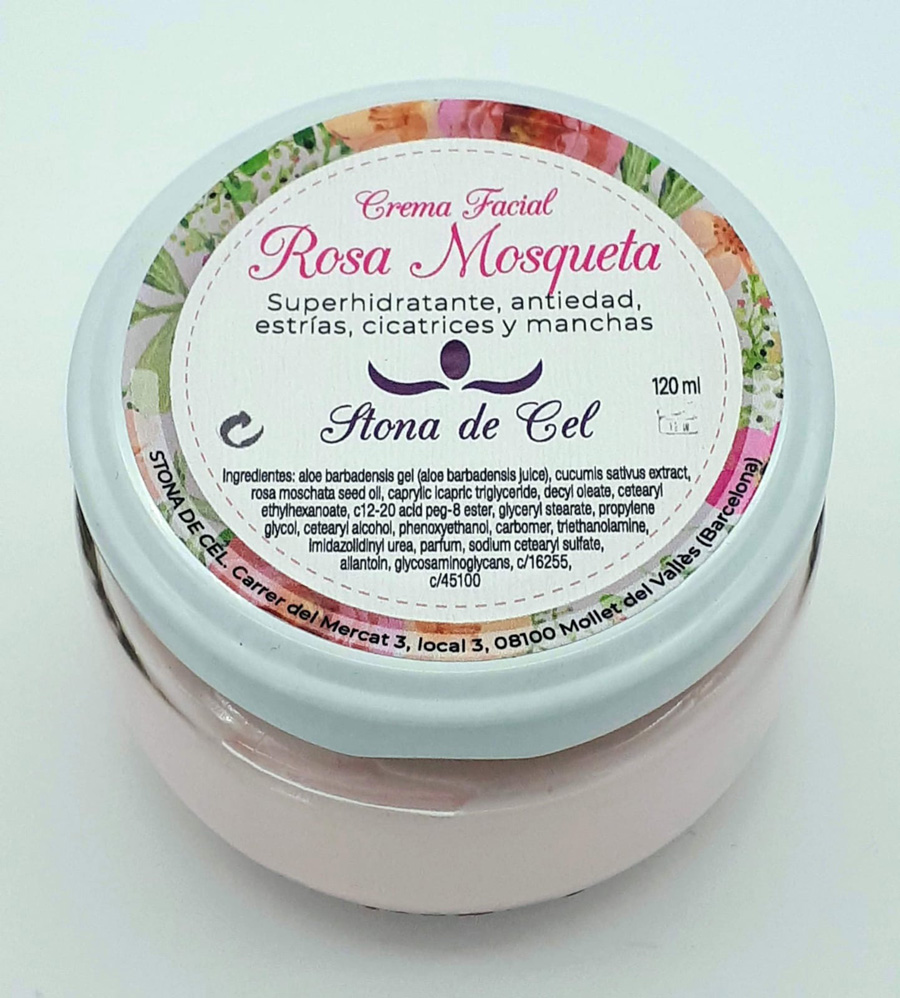 Crema Facial
Rosa Mosqueta
Superhidratante, antiedad,
estrías, cicatrices y manchas
120 ml
Stona de Cel
Ingredientes: aloe barbadensis gel (aloe barbadensis juice), cucumis sativus extract,
rosa moschata seed oil, caprylic icapric triglyceride, decyl oleate, cetearyl
ethylhexanoate, c12-20 acid peg-8 ester, glyceryl stearate, propylene
glycol, cetearyl alcohol, phenoxyethanol, carbomer, triethanolamine,
imidazolidinyl urea, parfum, sodium cetearyl sulfate,
allantoin, glycosaminoglycans, c/16255,
c/45100
STONA DE CEL. Carrer del Mercat 3, local 3, 08100 Mollet del Vallès (Barcelona)